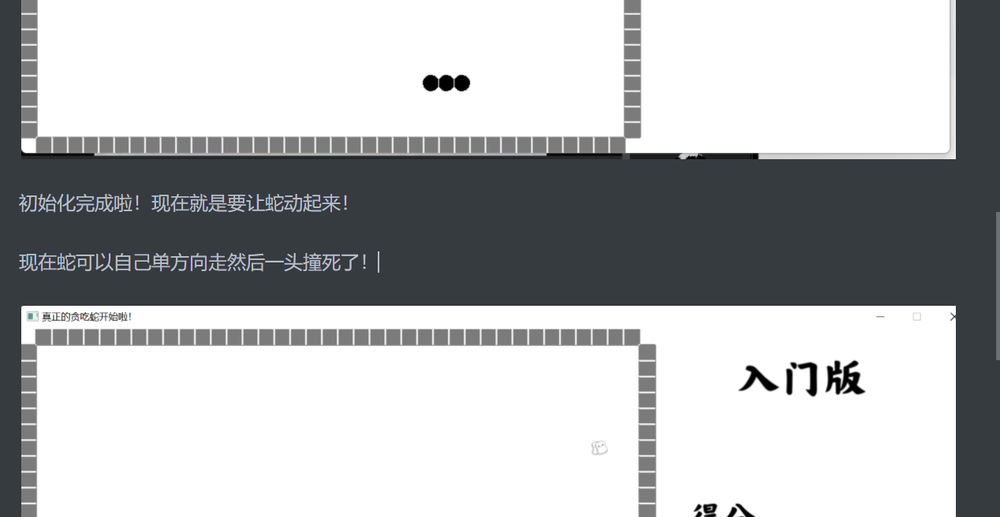 初始化完成啦！现在就是要让蛇动起来！
现在蛇可以自己单方向走然后一头撞死了！
真正的贪吃蛇开始啦!
入门版
得分